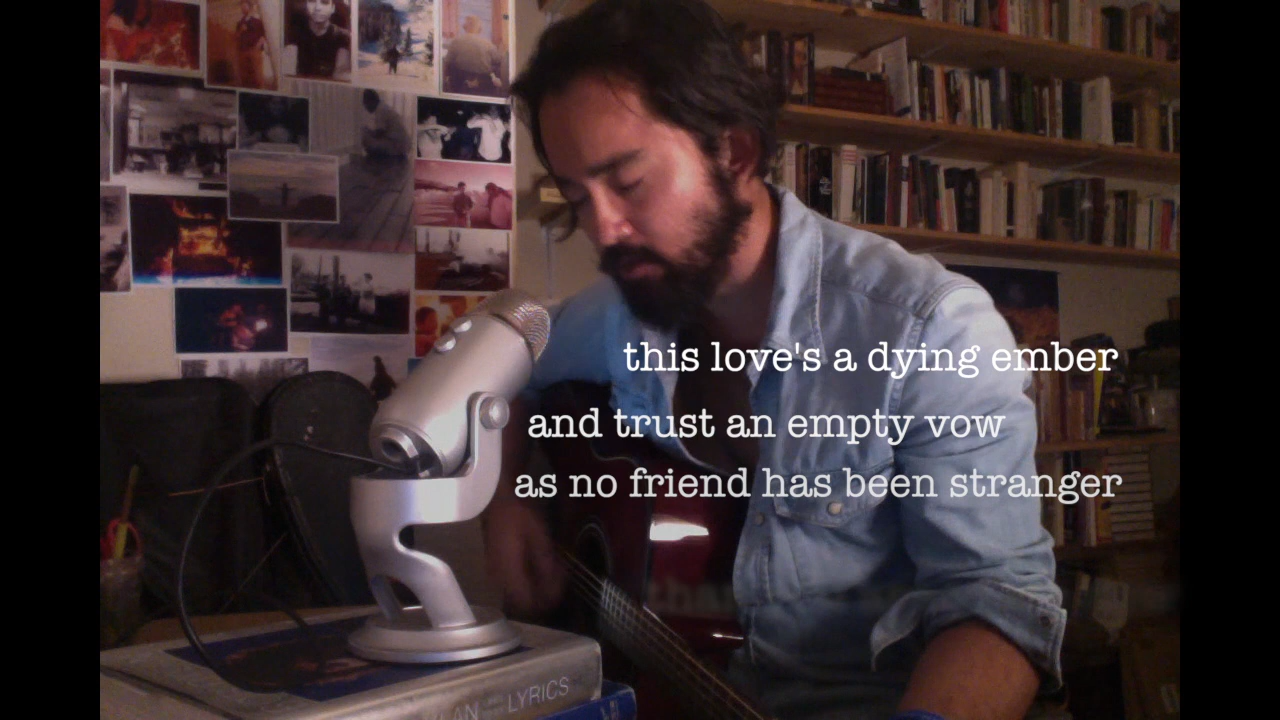 this love's a dying ember
and trust an empty vow
as no friend has been stranger
LYRICS